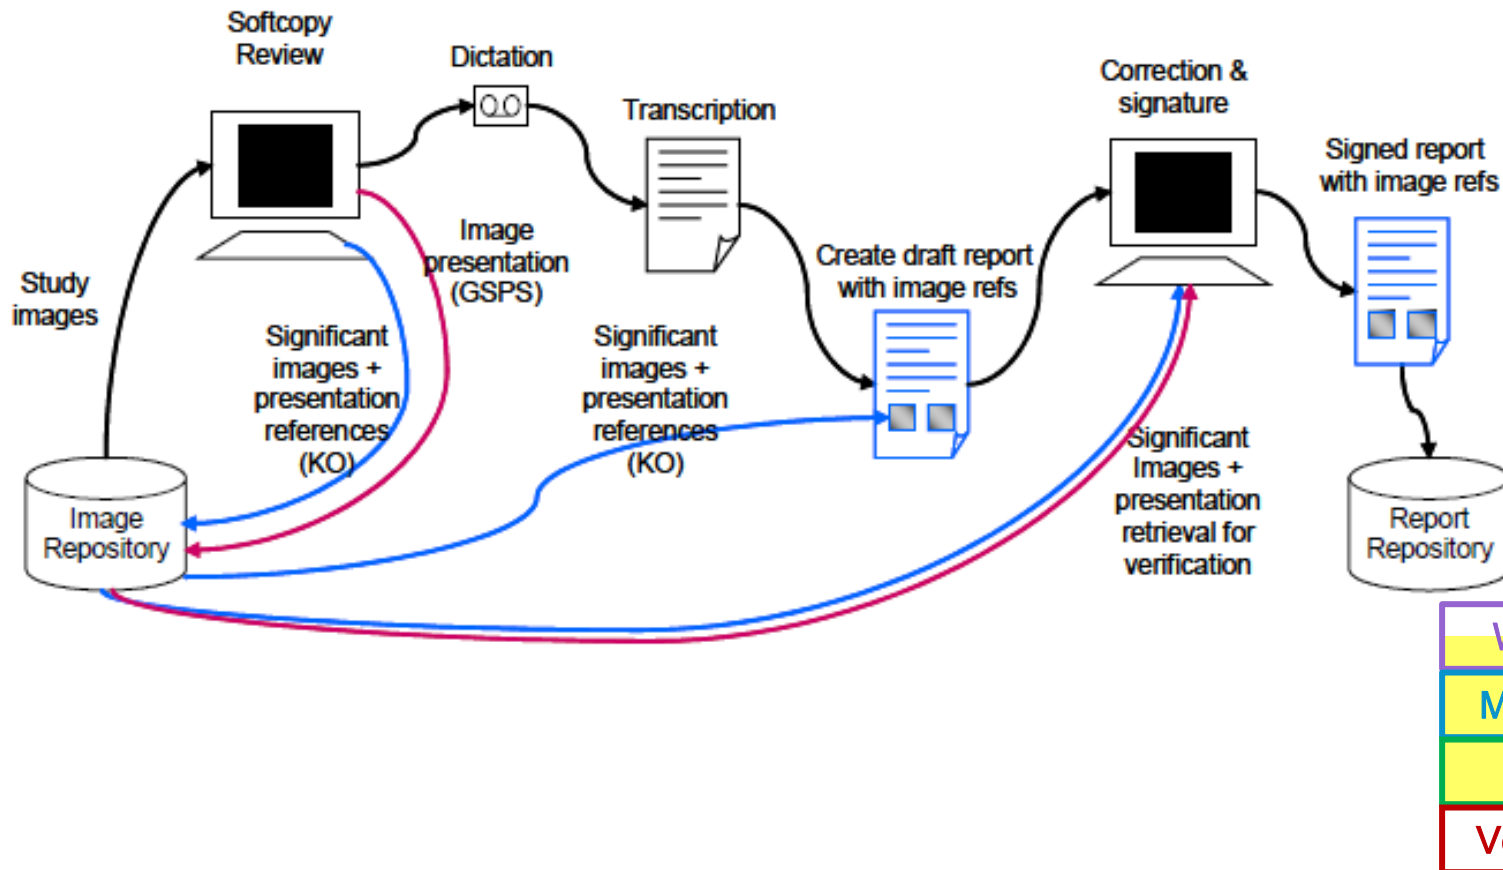 Softcopy
Review
Dictation
Transcription
Correction &
signature
Signed report
with image refs
Image
presentation
(GSPS)
Create draft report
with image refs
Study
images
Significant
images +
presentation
references
(KO)
Significant
images +
presentation
references
(KO)
Significant
Images +
presentation
retrieval for
verification
Image
Repository
Report
Repository